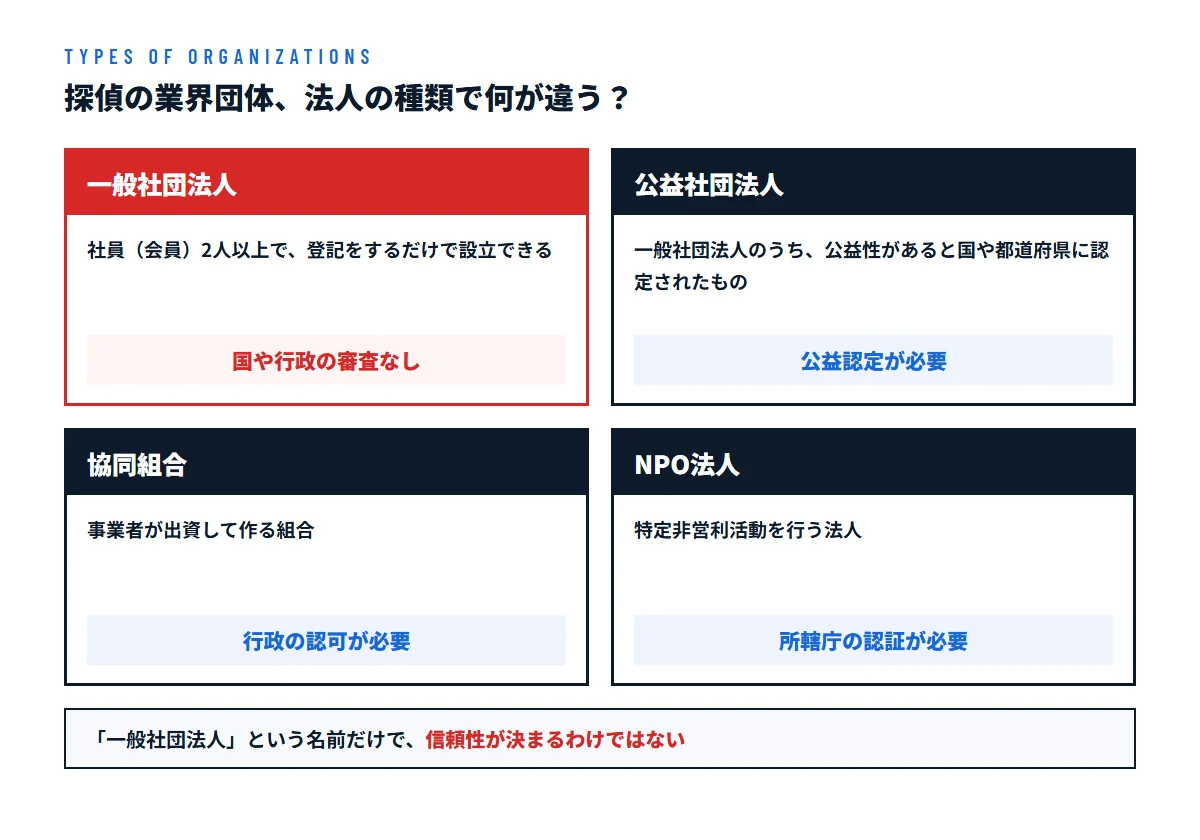 TYPES OF ORGANIZATIONS
探偵の業界団体、法人の種類で何が違う？
一般社団法人
社員（会員）2人以上で、登記をするだけで設立できる
国や行政の審査なし
公益社団法人
一般社団法人のうち、公益性があると国や都道府県に認
定されたもの
公益認定が必要
協同組合
事業者が出資して作る組合
行政の認可が必要
NPO法人
特定非営利活動を行う法人
所轄庁の認証が必要
「一般社団法人」という名前だけで、信頼性が決まるわけではない